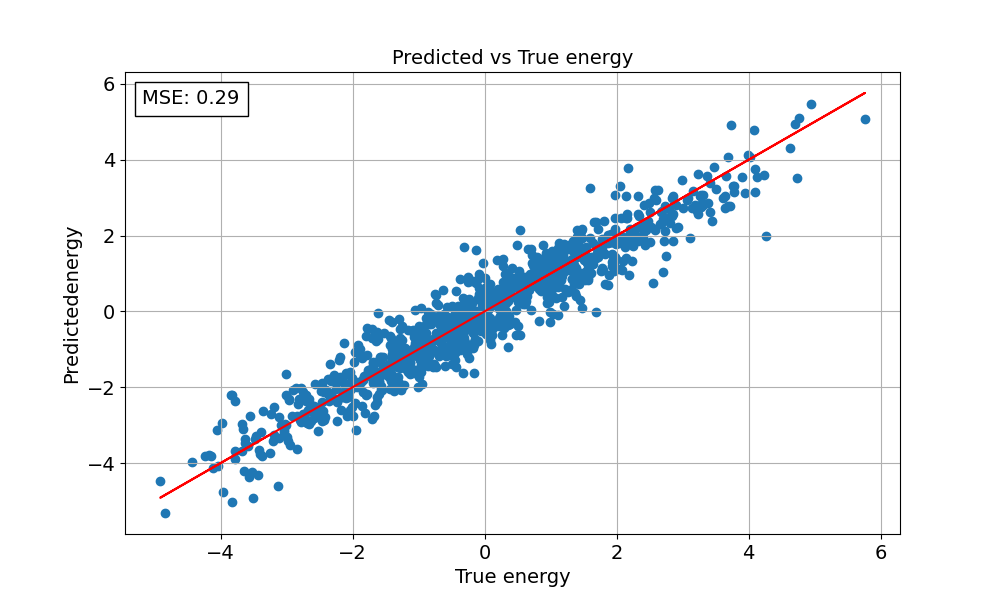 Predicted vs True energy
MSE: 0.29
6
4
2
0
−2
−4
Predictedenergy
−4 −2 0 2 4 6
True energy